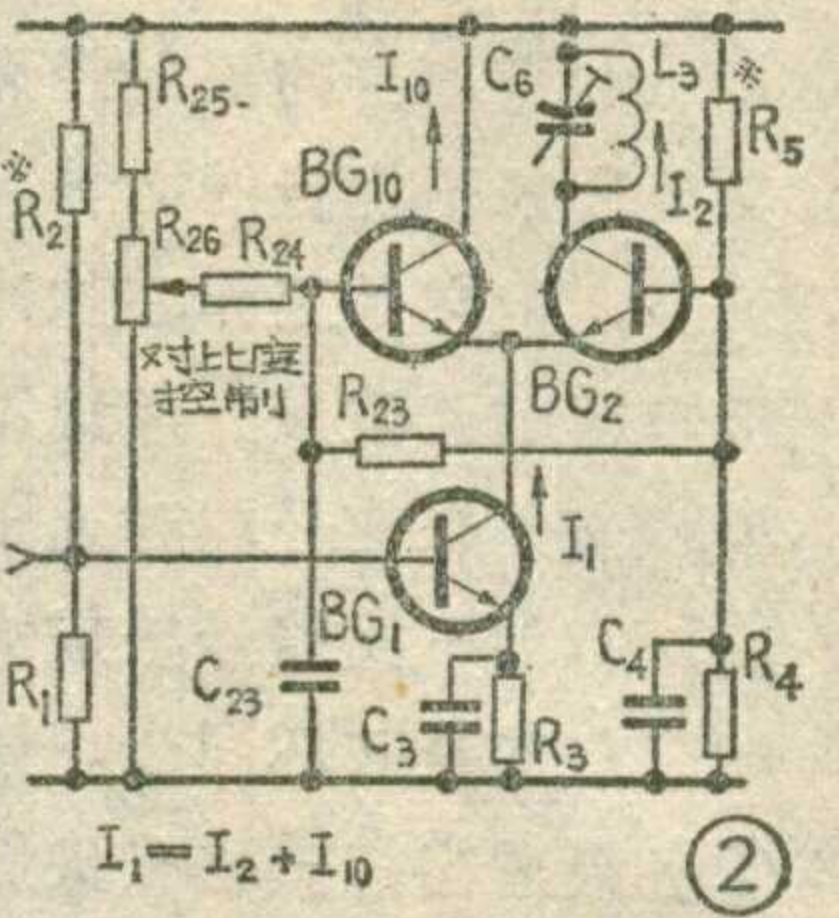 R₂₅
I₁₀
C₆
L₃
※
R₅
※
R₂
BG₁₀
I₂
R₂₆
R₂₄
对比度
控制
R₂₃
BG₂
I₁
BG₁
R₁
C₂₃
C₃
R₃
C₄
R₄
I₁=I₂+I₁₀
②